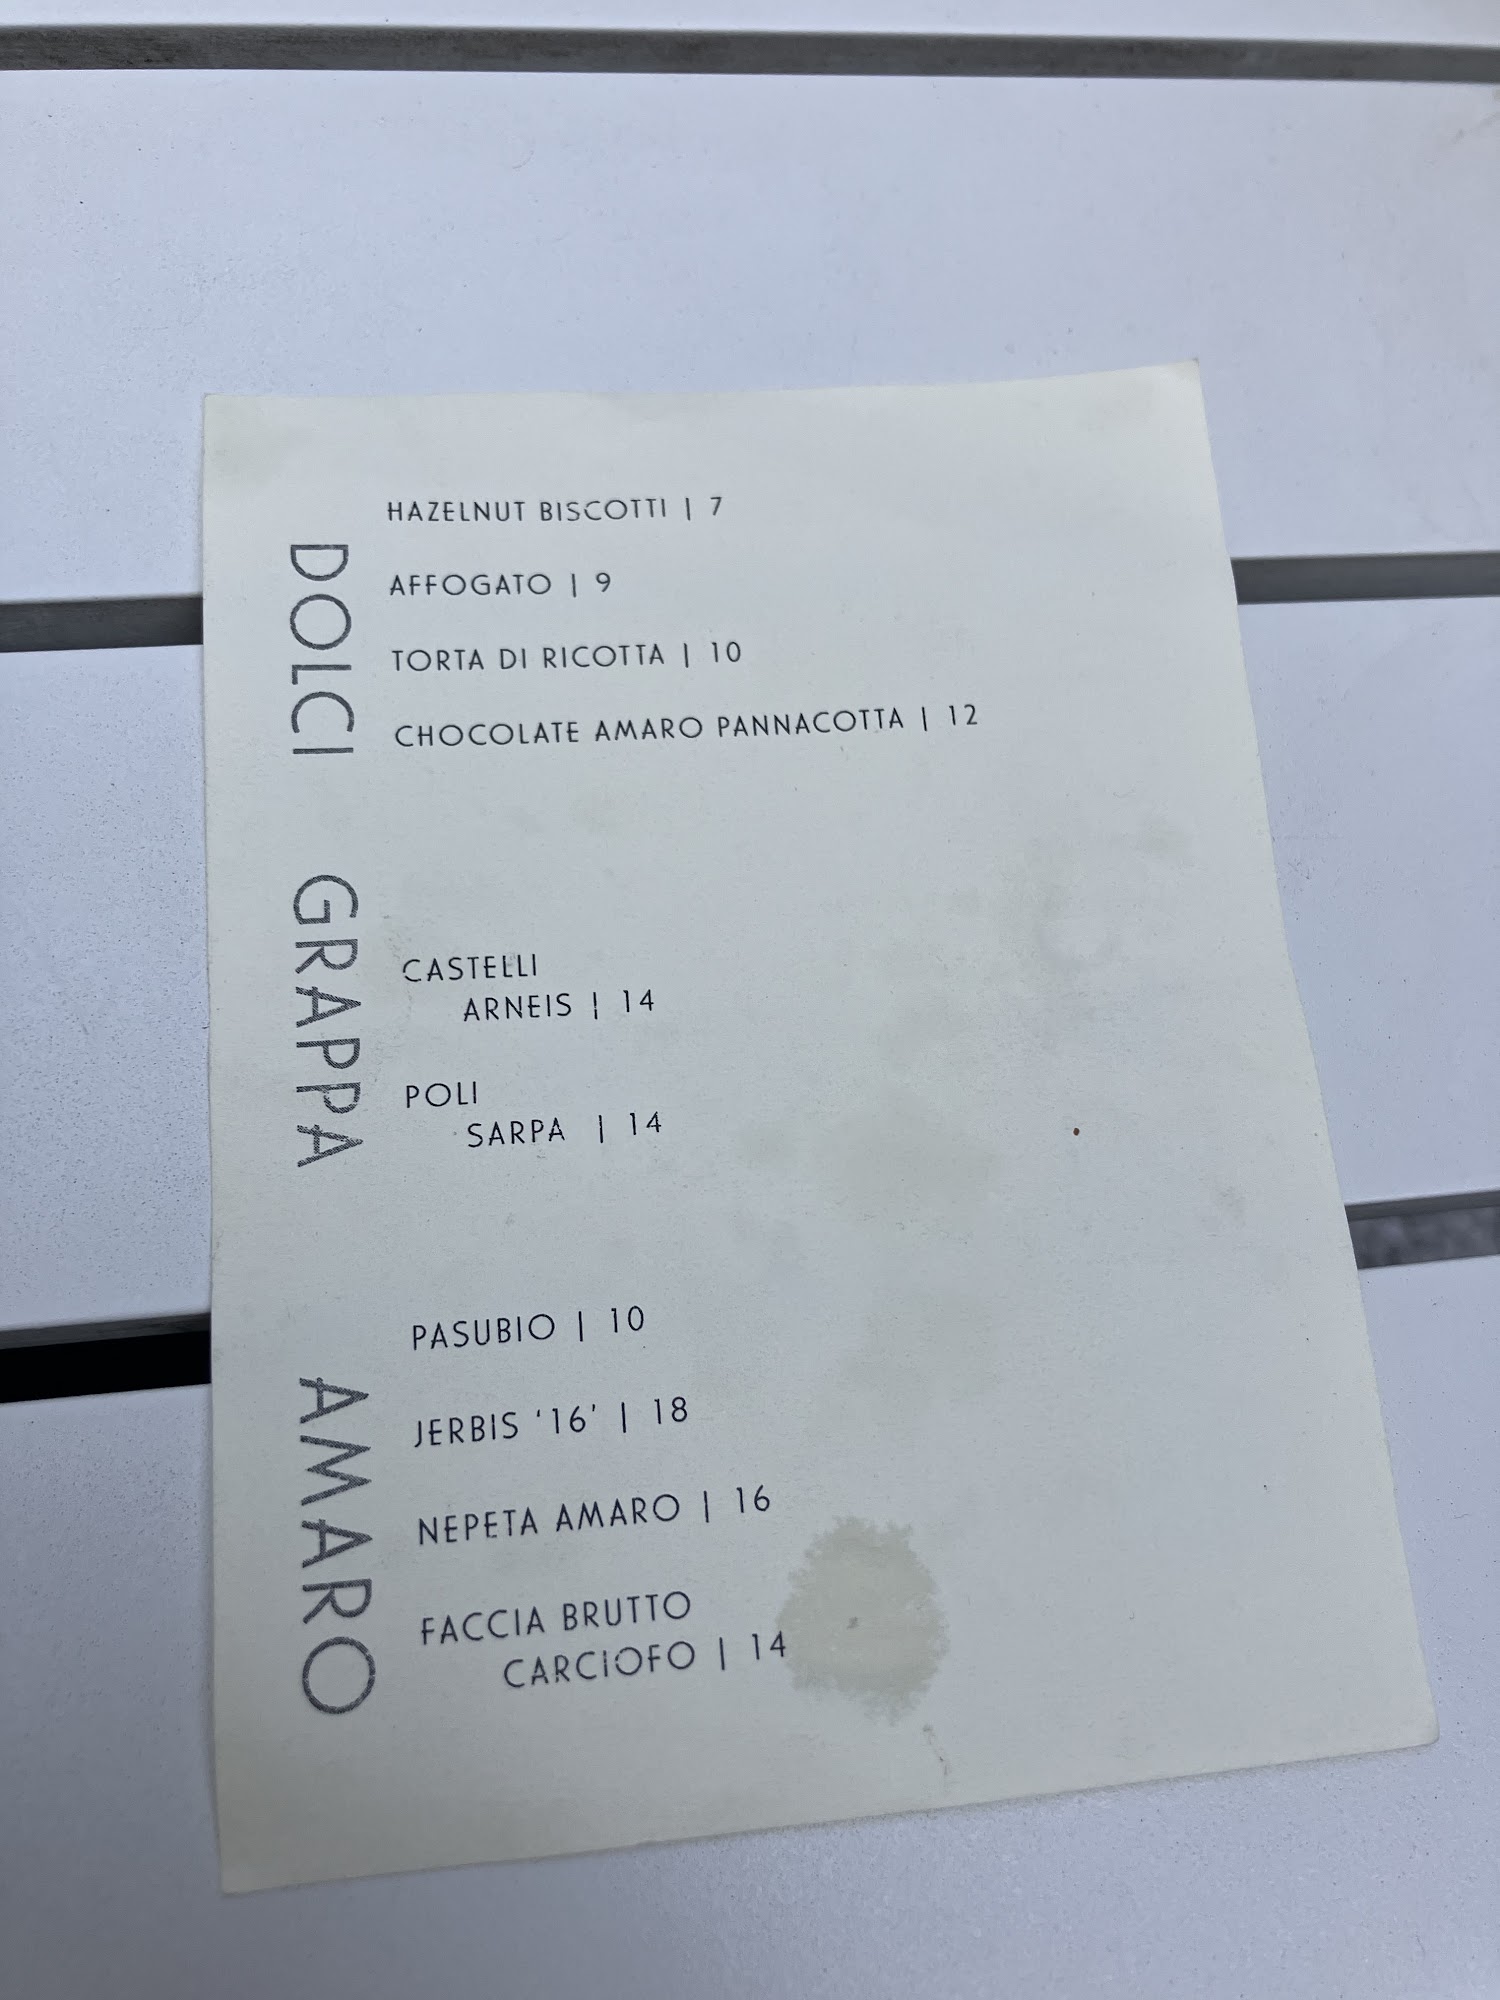 DOLCI
HAZELNUT BISCOTTI | 7
AFFOGATO | 9
TORTA DI RICOTTA | 10
CHOCOLATE AMARO PANNACOTTA | 12
GRAPPA
CASTELLI
ARNEIS | 14
POLI
SARPA | 14
AMARO
PASUBIO | 10
JERBIS ‘16’ | 18
NEPETA AMARO | 16
FACCIA BRUTTO
CARCIOFO | 14